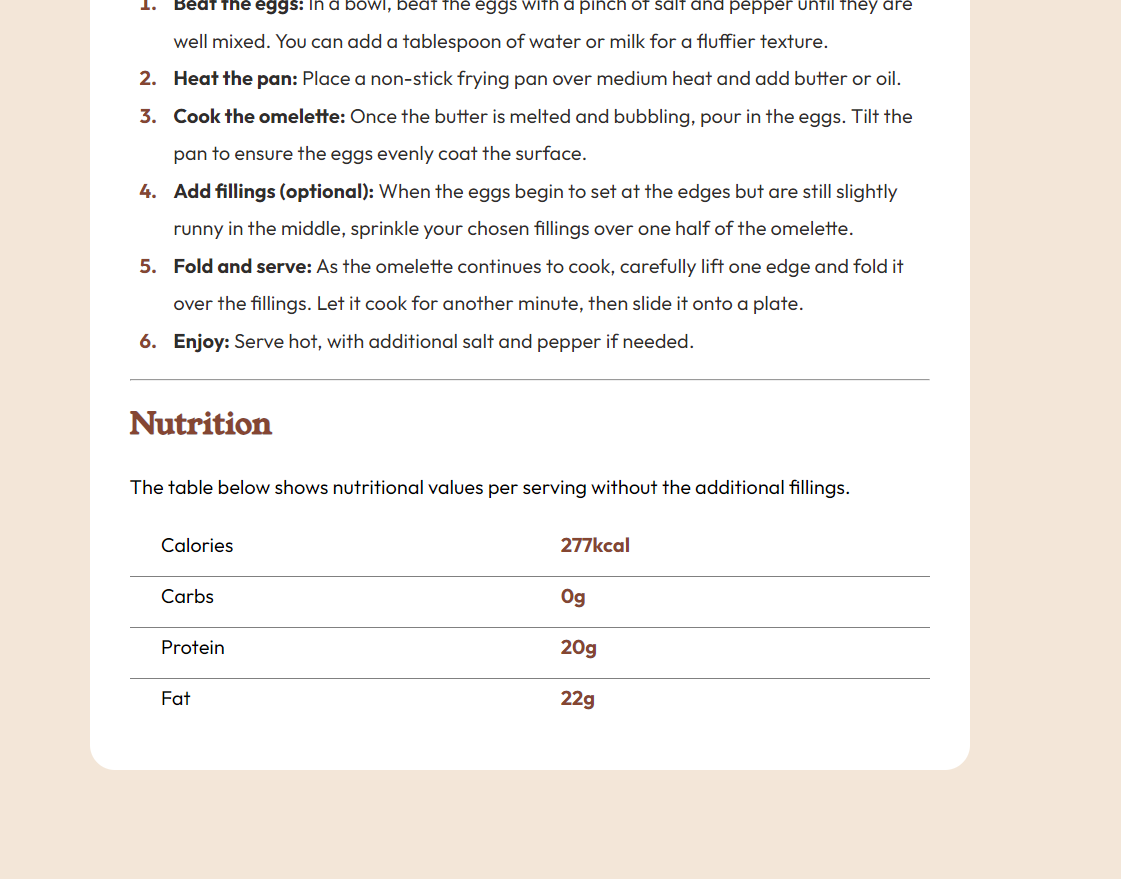 1. Beat the eggs: In a bowl, beat the eggs with a pinch of salt and pepper until they are
well mixed. You can add a tablespoon of water or milk for a fluffier texture.
2. Heat the pan: Place a non-stick frying pan over medium heat and add butter or oil.
3. Cook the omelette: Once the butter is melted and bubbling, pour in the eggs. Tilt the
pan to ensure the eggs evenly coat the surface.
4. Add fillings (optional): When the eggs begin to set at the edges but are still slightly
runny in the middle, sprinkle your chosen fillings over one half of the omelette.
5. Fold and serve: As the omelette continues to cook, carefully lift one edge and fold it
over the fillings. Let it cook for another minute, then slide it onto a plate.
6. Enjoy: Serve hot, with additional salt and pepper if needed.
Nutrition
The table below shows nutritional values per serving without the additional fillings.
Calories 277kcal
Carbs 0g
Protein 20g
Fat 22g